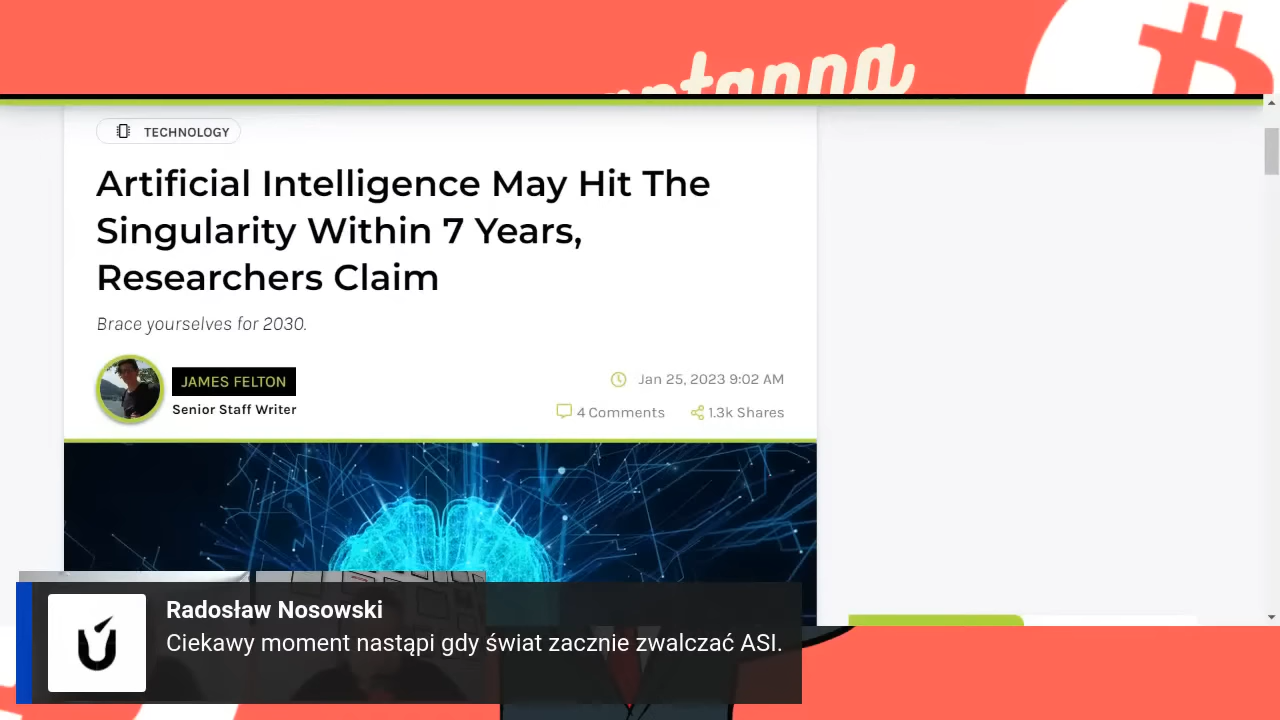 TECHNOLOGY
Artificial Intelligence May Hit The
Singularity Within 7 Years,
Researchers Claim
Brace yourselves for 2030.
JAMES FELTON
Senior Staff Writer
Jan 25, 2023 9:02 AM
4 Comments 1.3k Shares
Radosław Nosowski
Ciekawy moment nastąpi gdy świat zacznie zwalczać ASI.